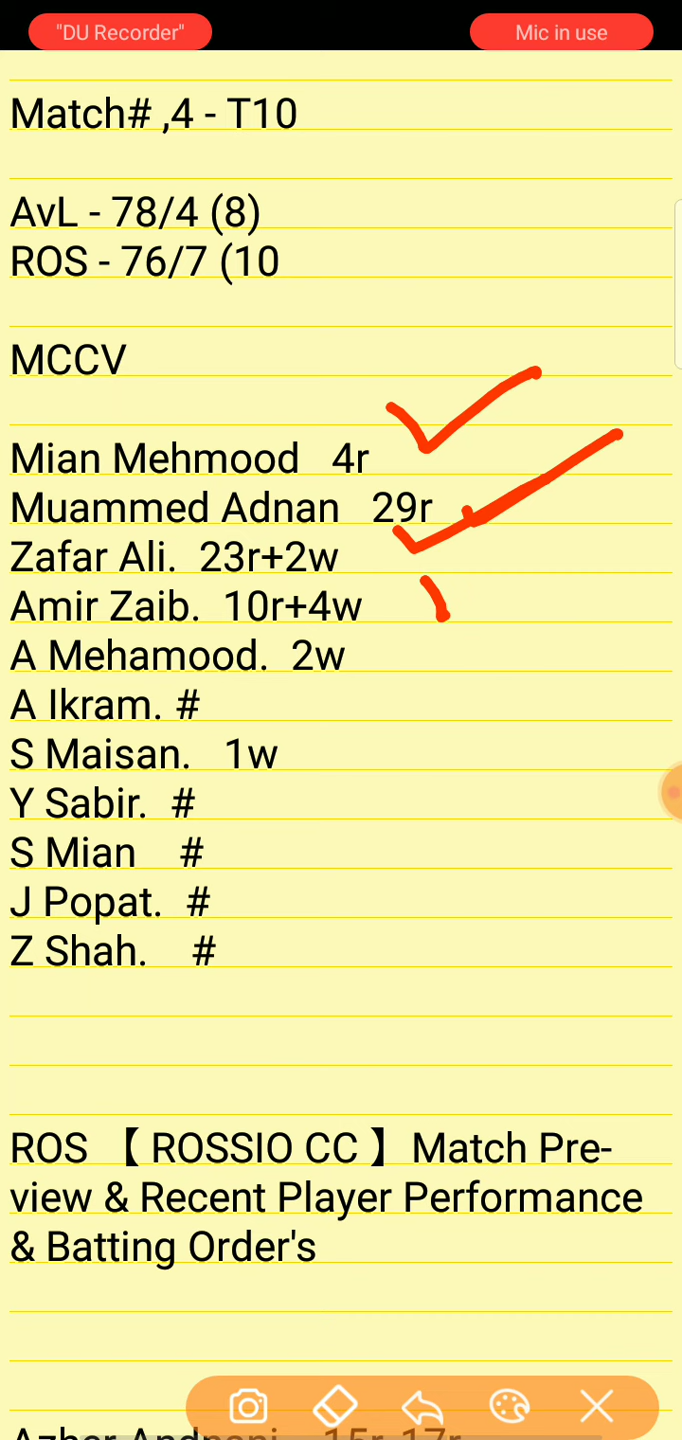 "DU Recorder"
Mic in use
Match# ,4 - T10
AvL - 78/4 (8)
ROS - 76/7 (10
MCCV
Mian Mehmood 4r
Muammed Adnan 29r
Zafar Ali. 23r+2w
Amir Zaib. 10r+4w
A Mehamood. 2w
A Ikram. #
S Maisan. 1w
Y Sabir. #
S Mian #
J Popat. #
Z Shah. #
ROS 【 ROSSIO CC 】 Match Pre-
view & Recent Player Performance
& Batting Order's